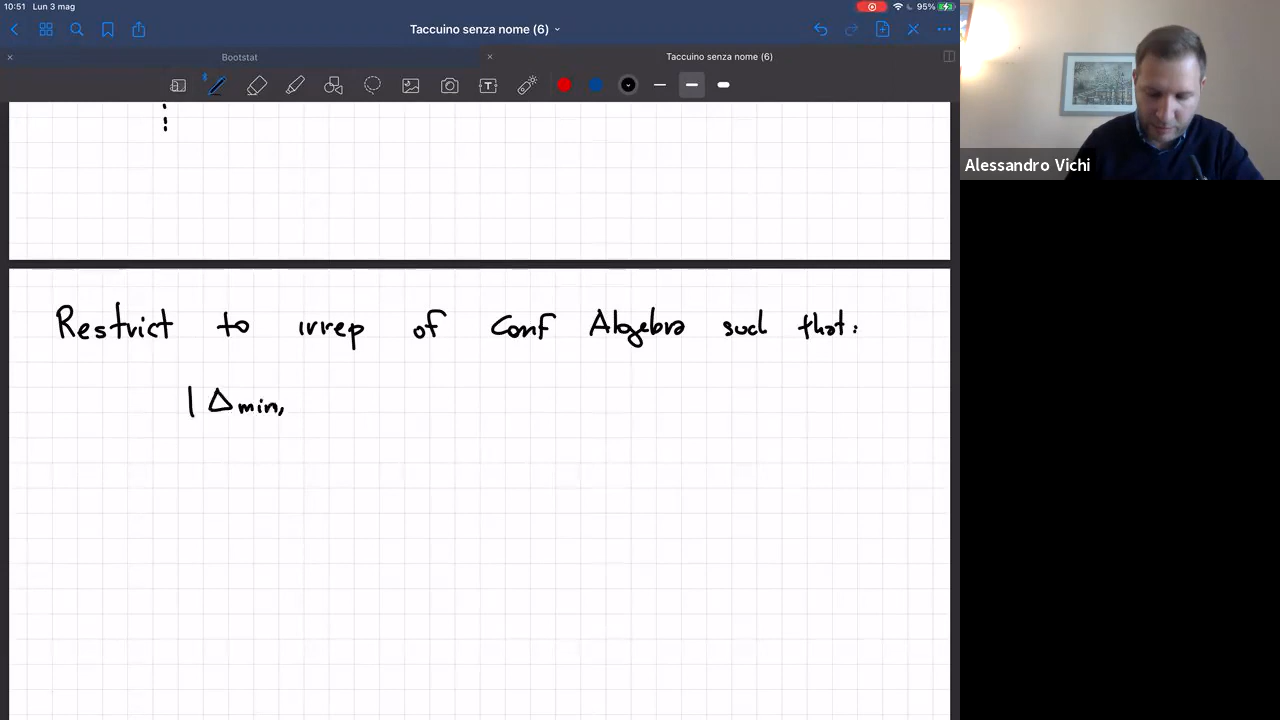 10:51 Lun 3 mag
95%
Taccuino senza nome (6)
Bootstat
Taccuino senza nome (6)
Alessandro Vichi
Restrict to irrep of Conf Algebra such that:
| Δmin,